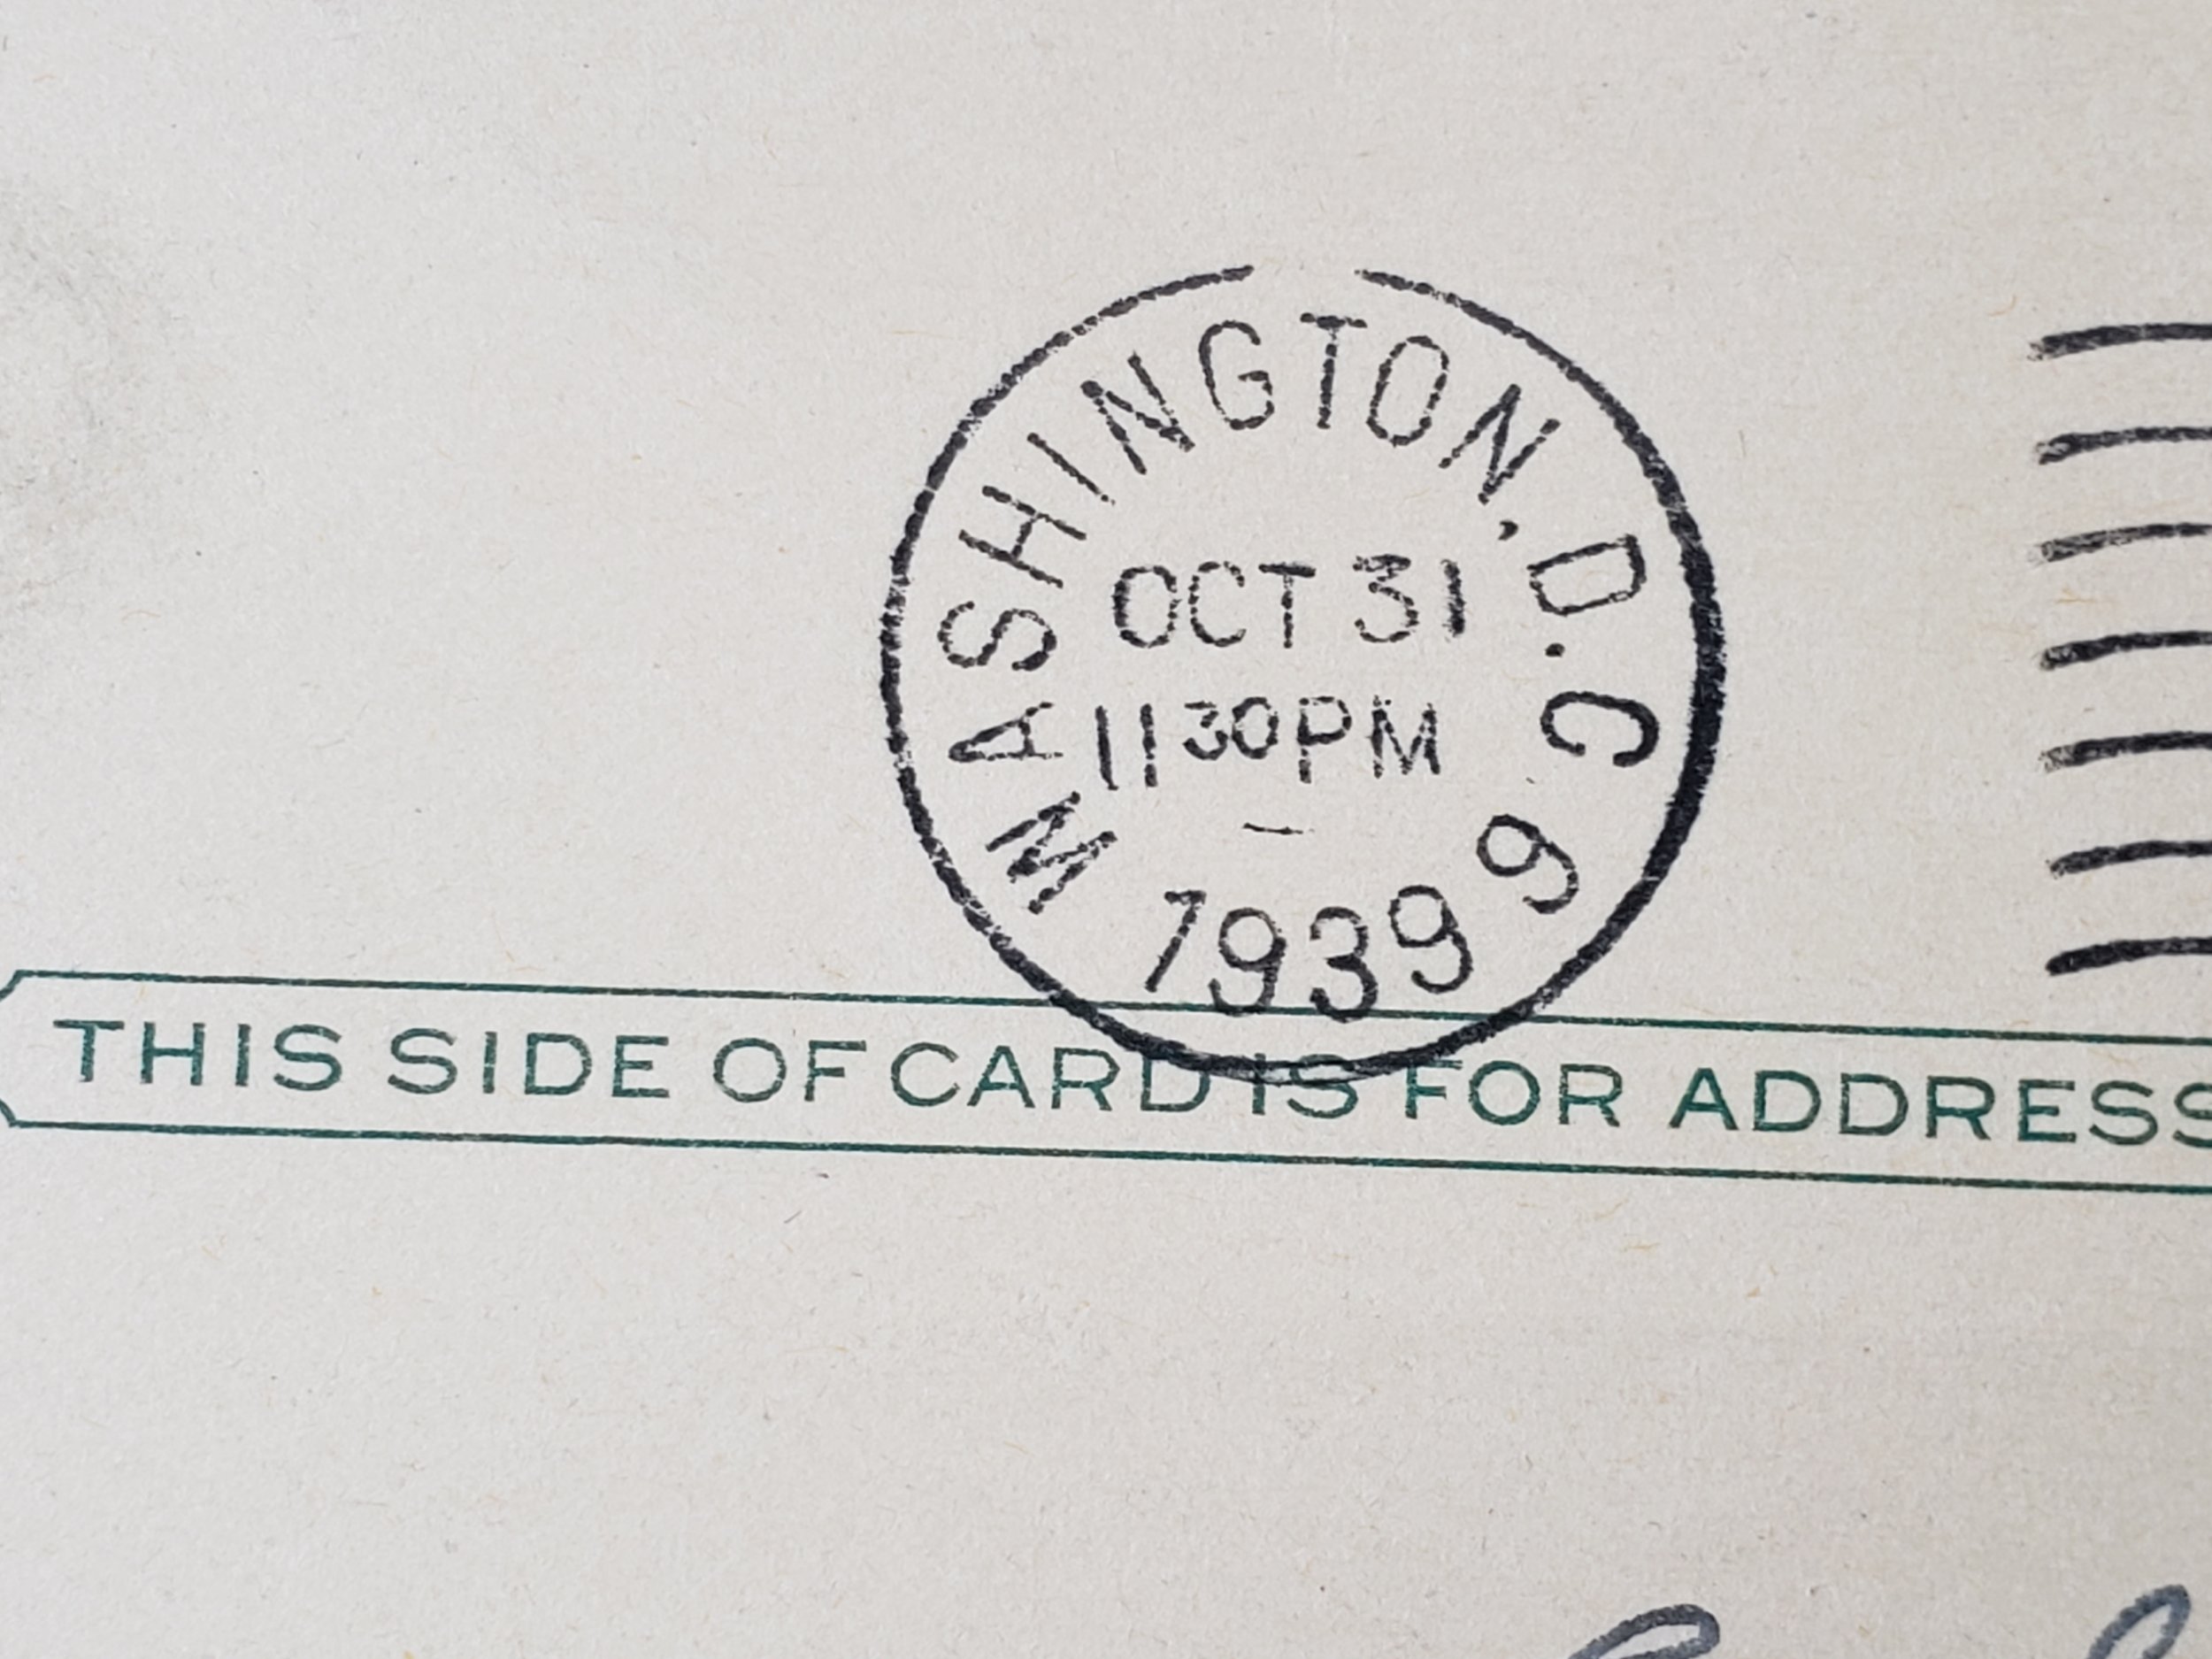 WASHINGTON, D.C. 9
OCT 31
11 30 PM
1939
THIS SIDE OF CARD IS FOR ADDRESS